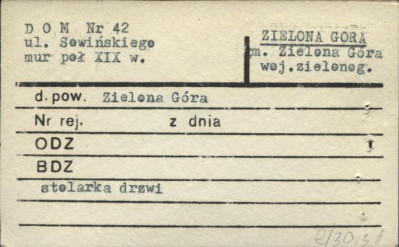 D O M Nr 42
ul. Sowińskiego
mur poł XIX w.
ZIELONA GORA
m. Zielona Góra
woj.zielonog.
d. pow. Zielona Góra
Nr rej. z dnia
ODZ
BDZ
stolarka drzwi